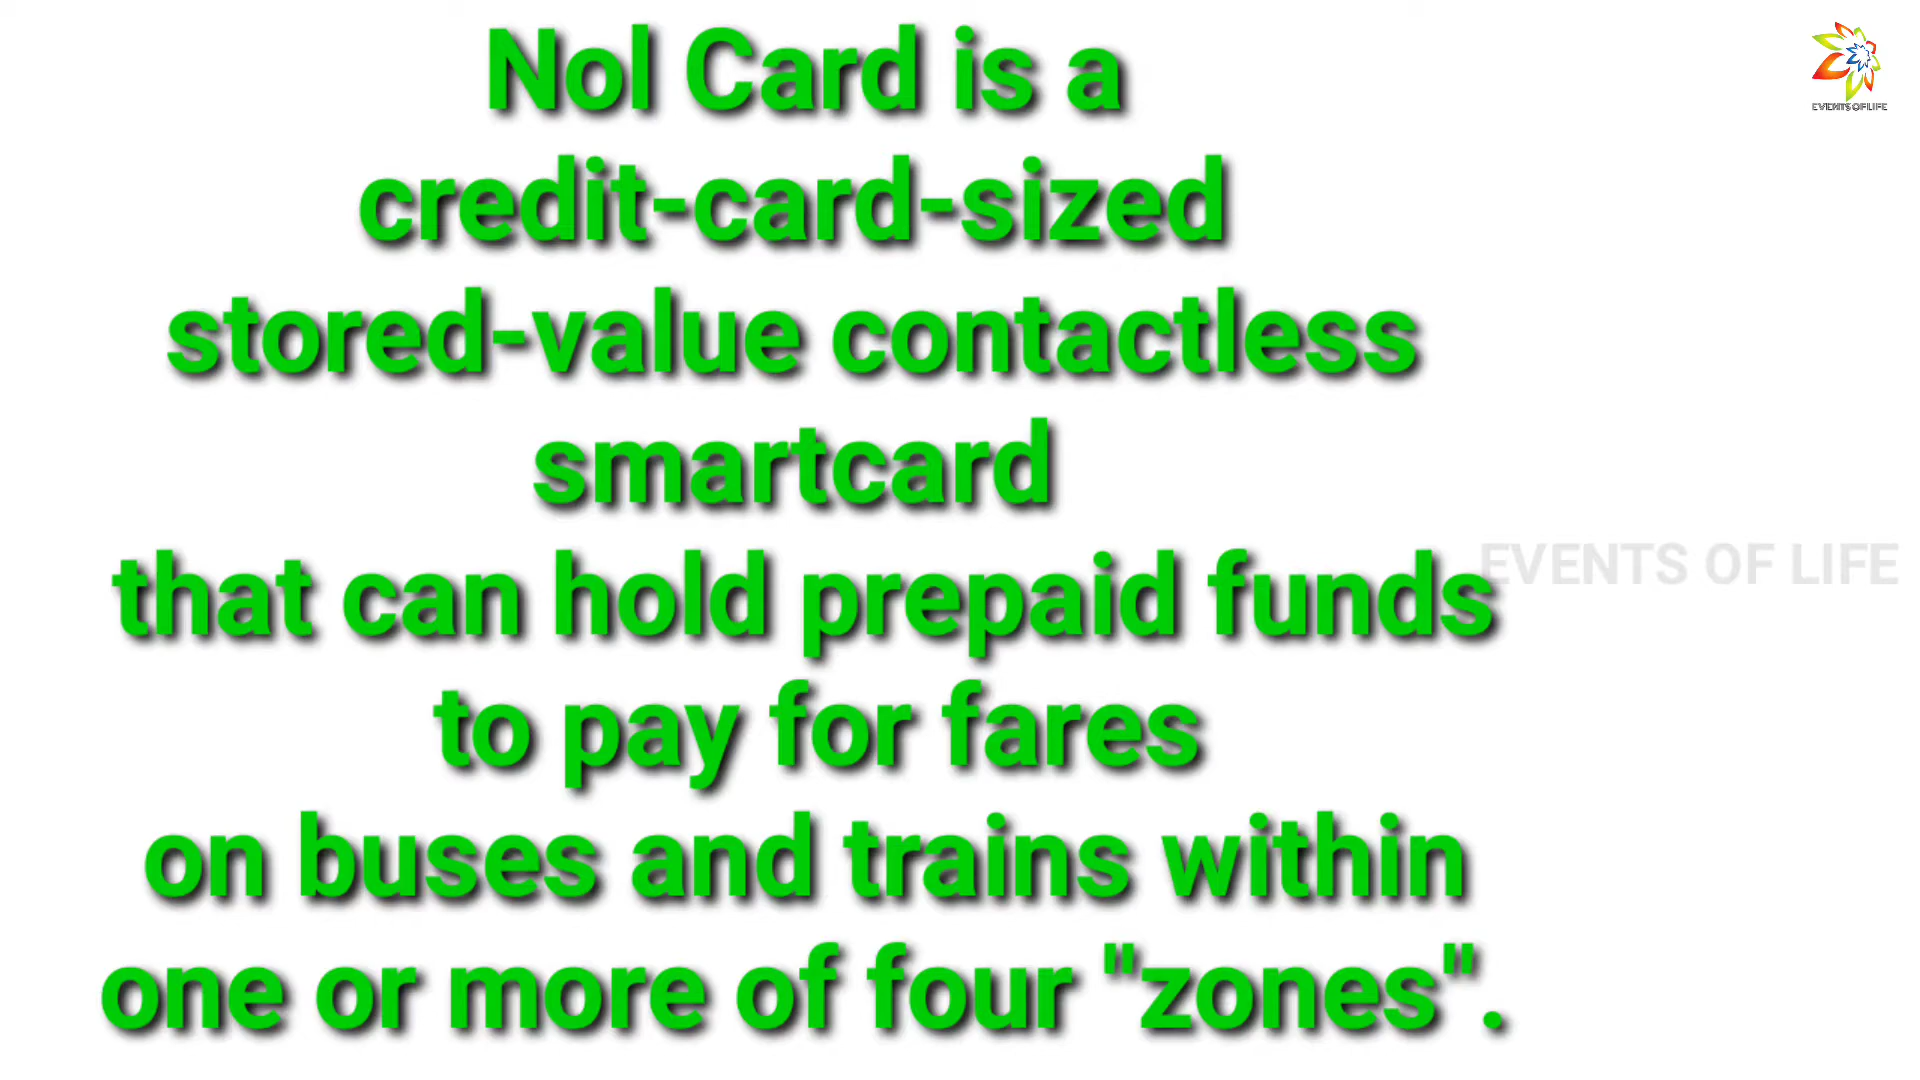 Nol Card is a
credit-card-sized
stored-value contactless
smartcard
that can hold prepaid funds
to pay for fares
on buses and trains within
one or more of four "zones".
EVENTS OF LIFE
EVENTS OF LIFE